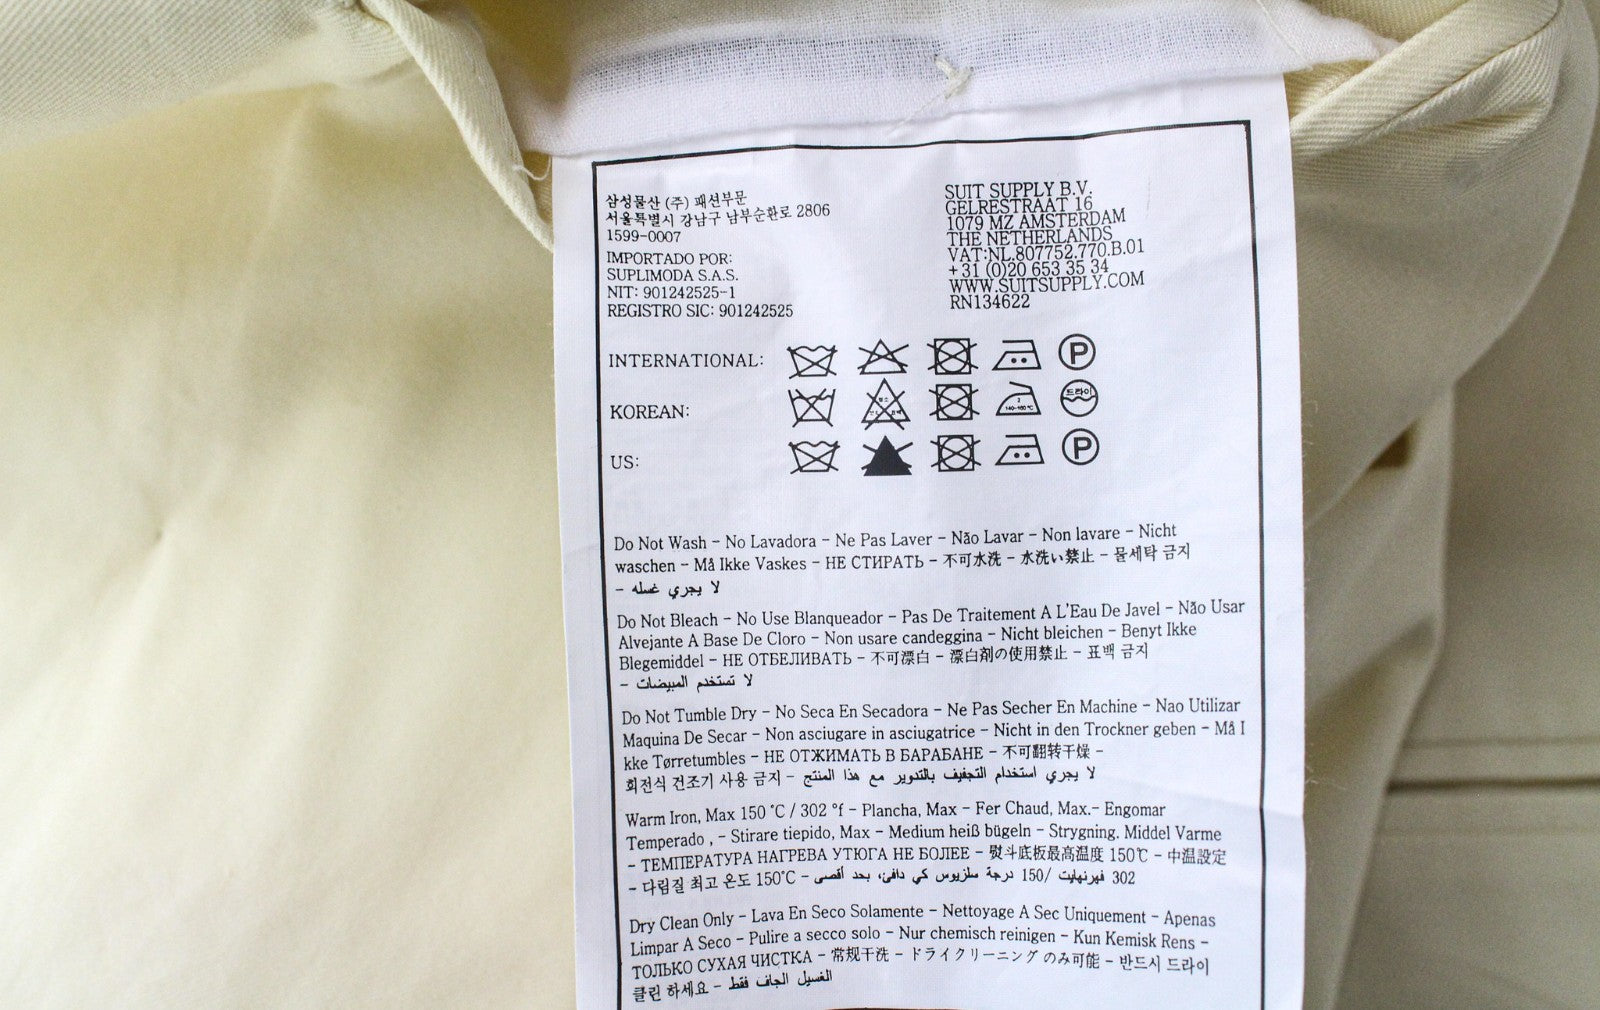 삼성물산 (주) 패션부문
서울특별시 강남구 남부순환로 2806
1599-0007
IMPORTADO POR:
SUPLIMODA S.A.S.
NIT: 901242525-1
REGISTRO SIC: 901242525
SUIT SUPPLY B.V.
GELRESTRAAT 16
1079 MZ AMSTERDAM
THE NETHERLANDS
VAT:NL.807752.770.B.01
+31 (0)20 653 35 34
WWW.SUITSUPPLY.COM
RN134622
INTERNATIONAL: P
KOREAN: 2 140~160℃ 드라이
US: P
Do Not Wash - No Lavadora - Ne Pas Laver - Não Lavar - Non lavare - Nicht
waschen - Må Ikke Vaskes - НЕ СТИРАТЬ - 不可水洗 - 水洗い禁止 - 물세탁 금지
- لا يجري غسله
Do Not Bleach - No Use Blanqueador - Pas De Traitement A L'Eau De Javel - Não Usar
Alvejante A Base De Cloro - Non usare candeggina - Nicht bleichen - Benyt Ikke
Blegemiddel - НЕ ОТБЕЛИВАТЬ - 不可漂白 - 漂白剤の使用禁止 - 표백 금지
- لا تستخدم المبيضات
Do Not Tumble Dry - No Seca En Secadora - Ne Pas Secher En Machine - Nao Utilizar
Maquina De Secar - Non asciugare in asciugatrice - Nicht in den Trockner geben - Må I
kke Tørretumbles - НЕ ОТЖИМАТЬ В БАРАБАНЕ - 不可翻转干燥 -
회전식 건조기 사용 금지 - لا يجري استخدام التجفيف بالتدوير مع هذا المنتج
Warm Iron, Max 150 °C / 302 °f - Plancha, Max - Fer Chaud, Max.- Engomar
Temperado , - Stirare tiepido, Max - Medium heiß bügeln - Strygning. Middel Varme
- ТЕМПЕРАТУРА НАГРЕВА УТЮГА НЕ БОЛЕЕ - 熨斗底板最高温度 150℃ - 中温設定
- 다림질 최고 온도 150℃ - 302 فهرنهايت /150 درجة سلزيوس كي دافئ، بحد أقصى
Dry Clean Only - Lava En Seco Solamente - Nettoyage A Sec Uniquement - Apenas
Limpar A Seco - Pulire a secco solo - Nur chemisch reinigen - Kun Kemisk Rens -
ТОЛЬКО СУХАЯ ЧИСТКА - 常规干洗 - ドライクリーニング のみ可能 - 반드시 드라이
클린 하세요 - الغسيل الجاف فقط